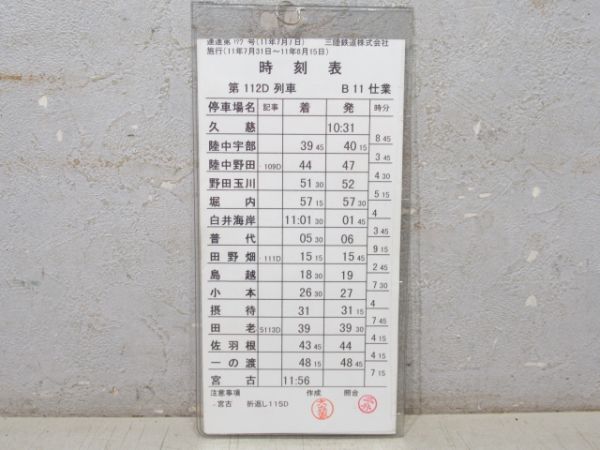 運達第177号(11年7月7日) 三陸鉄道株式会社
施行(11年7月31日～11年8月15日)
時刻表
第 112D 列車 B11仕業
停車場名 記事 着 発 時分
久慈 10:31
8 45
陸中宇部 39 45 40 15
3 45
陸中野田 -109D 44 47
4 30
野田玉川 51 30 52
5 15
堀内 57 15 57 30
4
白井海岸 11:01 30 01 45
3 45
普代 05 30 06
9 15
田野畑 -111D 15 15 15 45
2 45
島越 18 30 19
7 30
小本 26 30 27
4
摂待 31 31 15
7 45
田老 5113D 39 39 30
4 15
佐羽根 43 45 44
4 15
一の渡 48 15 48 45
7 15
宮古 11:56
注意事項 作成 照合
-宮古 折返し115D